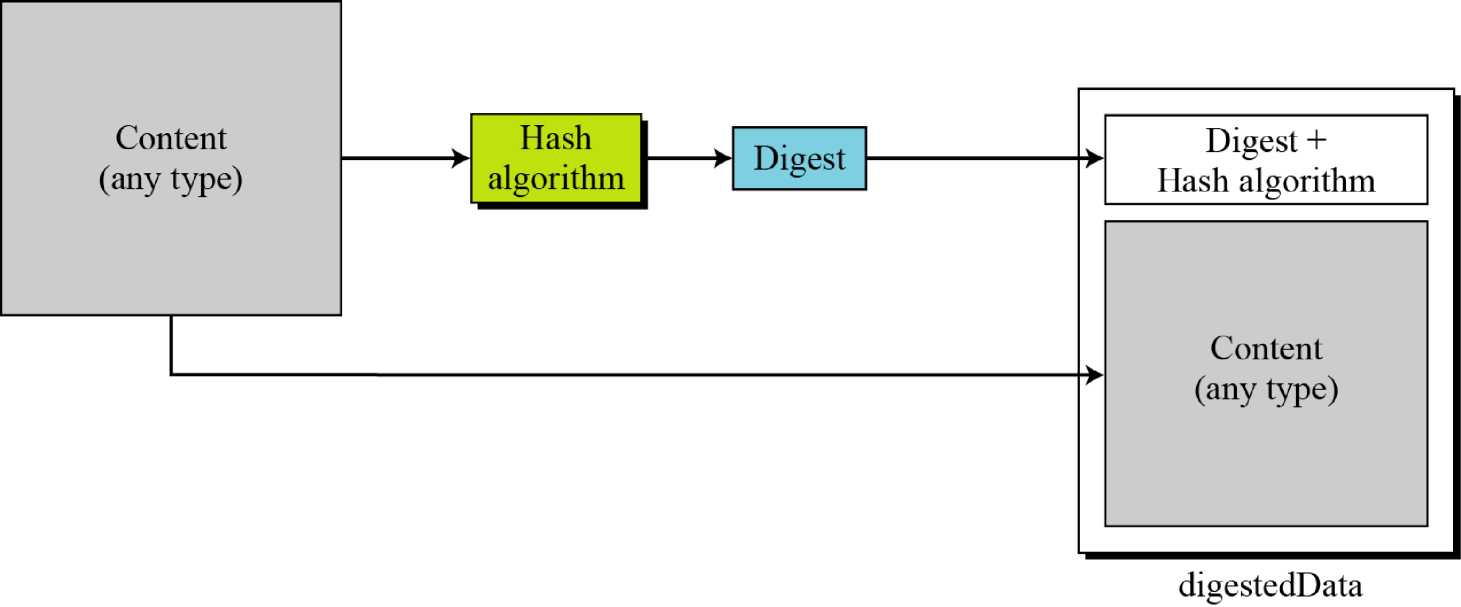 Content
(any type)
Hash
algorithm
Digest
Digest +
Hash algorithm
Content
(any type)
digestedData